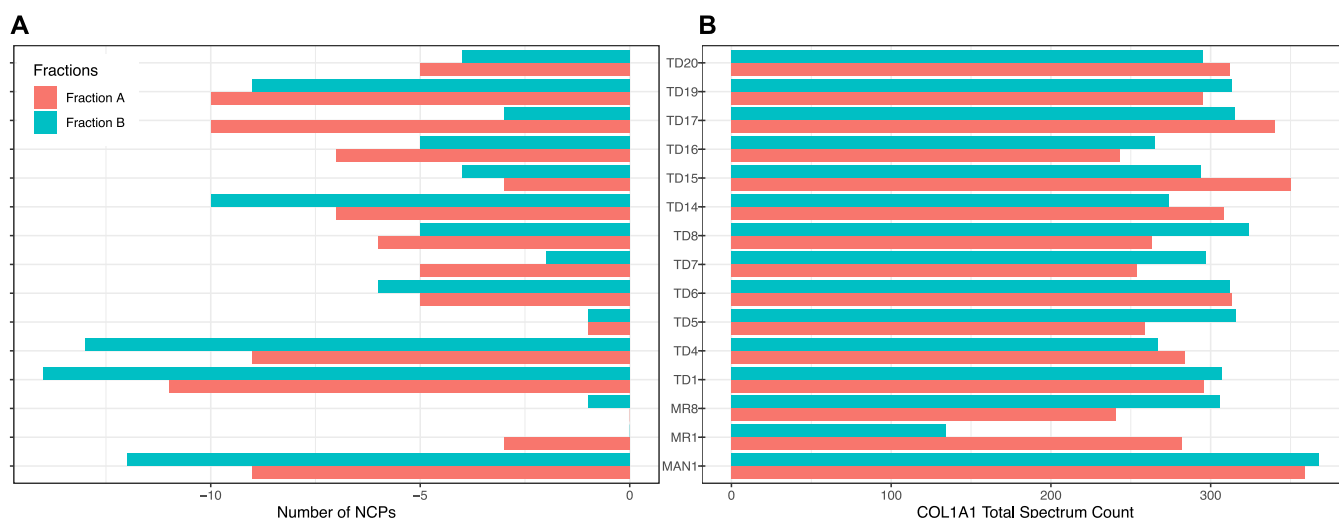 A
B
Fractions
Fraction A
Fraction B
TD20
TD19
TD17
TD16
TD15
TD14
TD8
TD7
TD6
TD5
TD4
TD1
MR8
MR1
MAN1
−10
−5
0
0
100
200
300
Number of NCPs
COL1A1 Total Spectrum Count